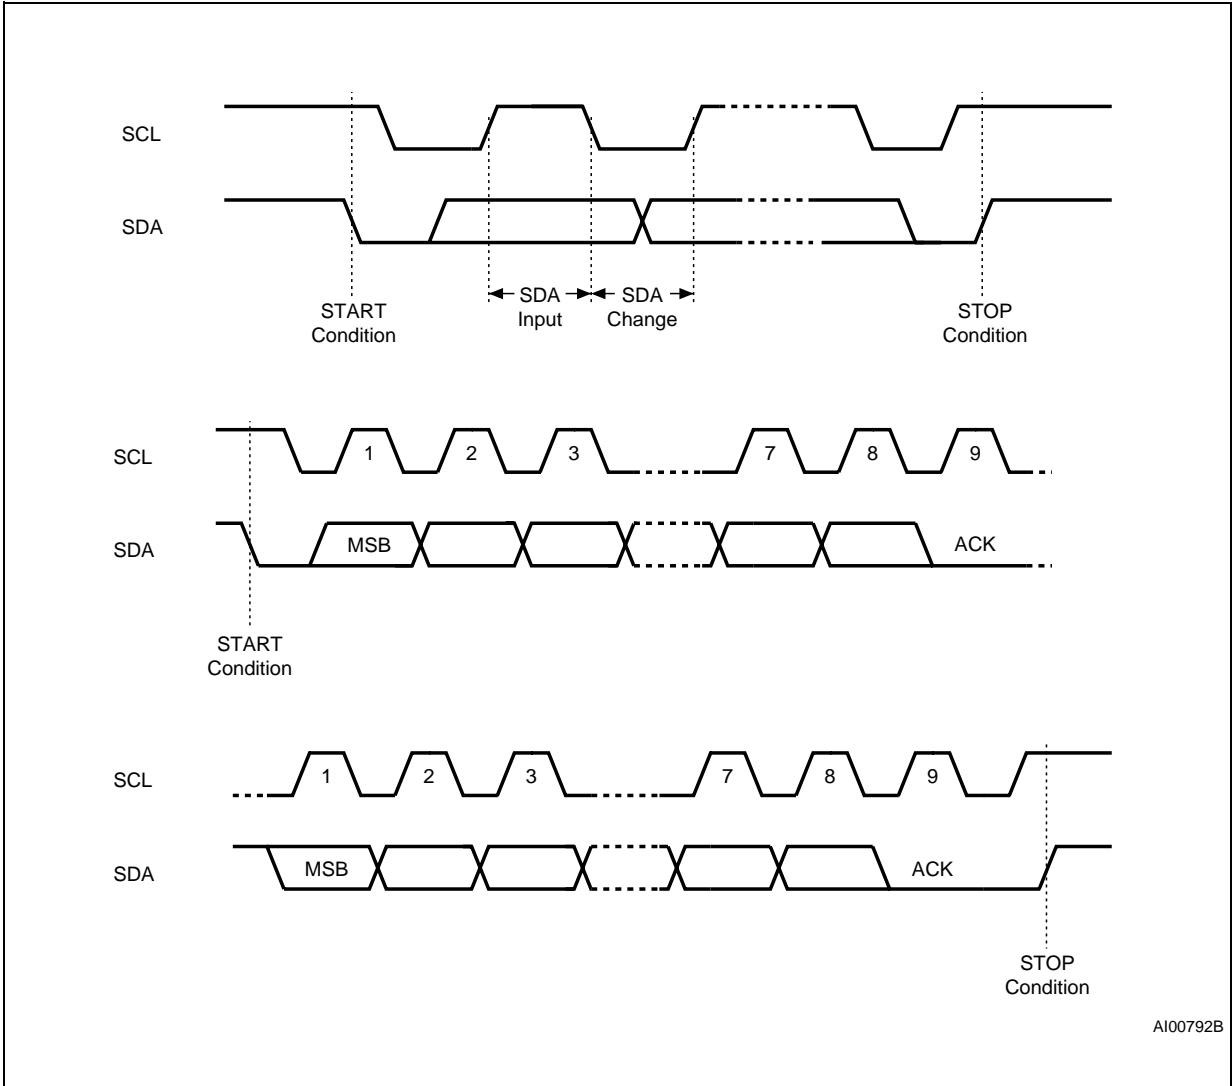 SCL
SDA
SDA Input
SDA Change
START Condition
STOP Condition
SCL
1 2 3 7 8 9
SDA
MSB
ACK
START Condition
SCL
1 2 3 7 8 9
SDA
MSB
ACK
STOP Condition
AI00792B